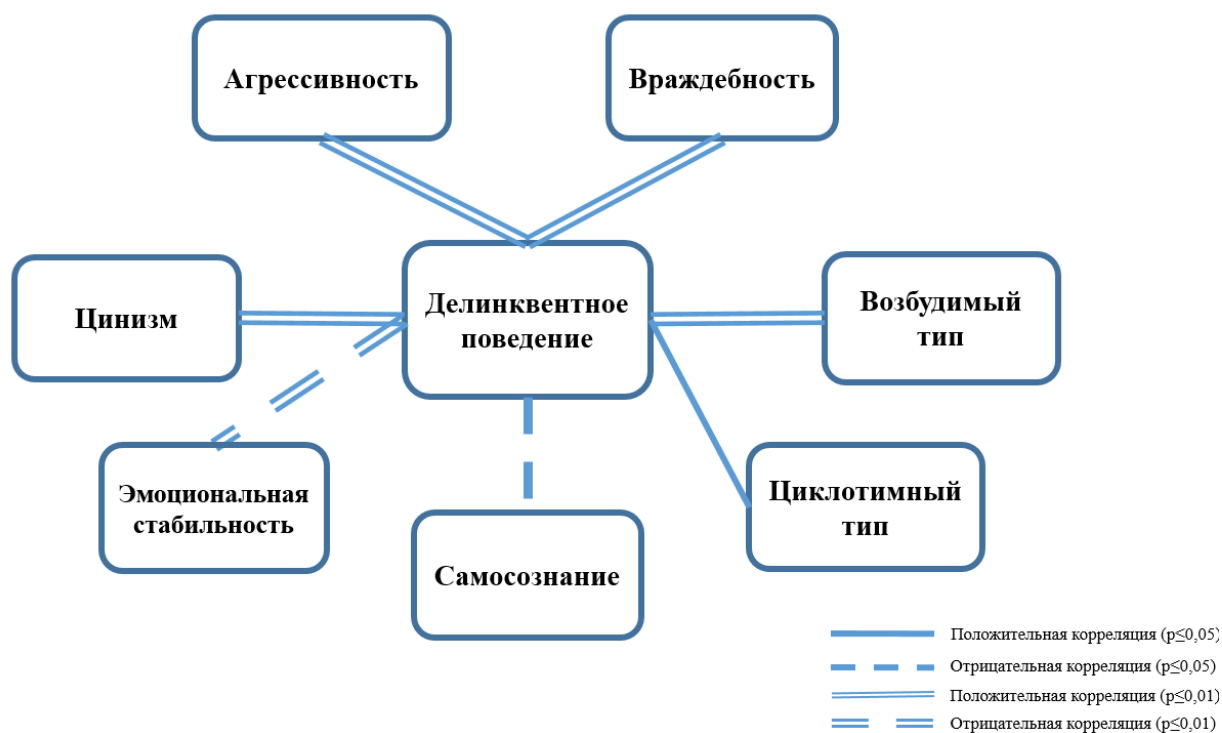 Агрессивность
Враждебность
Цинизм
Делинквентное
поведение
Возбудимый
тип
Эмоциональная
стабильность
Самосознание
Циклотимный
тип
Положительная корреляция (p≤0,05)
Отрицательная корреляция (p≤0,05)
Положительная корреляция (p≤0,01)
Отрицательная корреляция (p≤0,01)